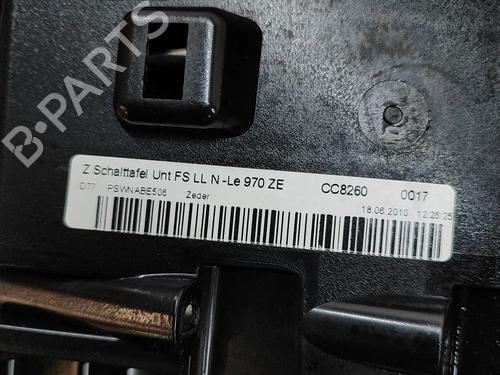 B-PARTS
Z Schalttafel Unt FS LL N -Le 970 ZE CC8260 0017
D77 PSWNABE506 Zeder 18.06.2010 12:26:25